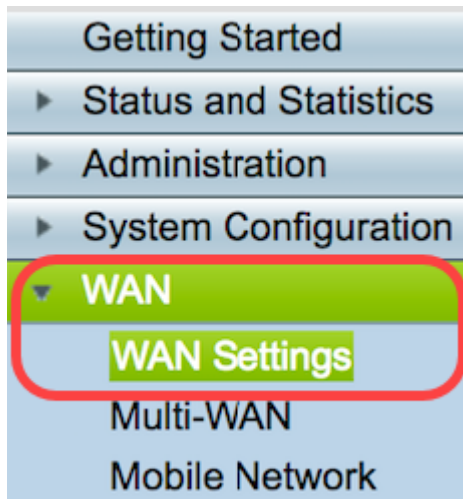 Getting Started
Status and Statistics
Administration
System Configuration
WAN
WAN Settings
Multi-WAN
Mobile Network